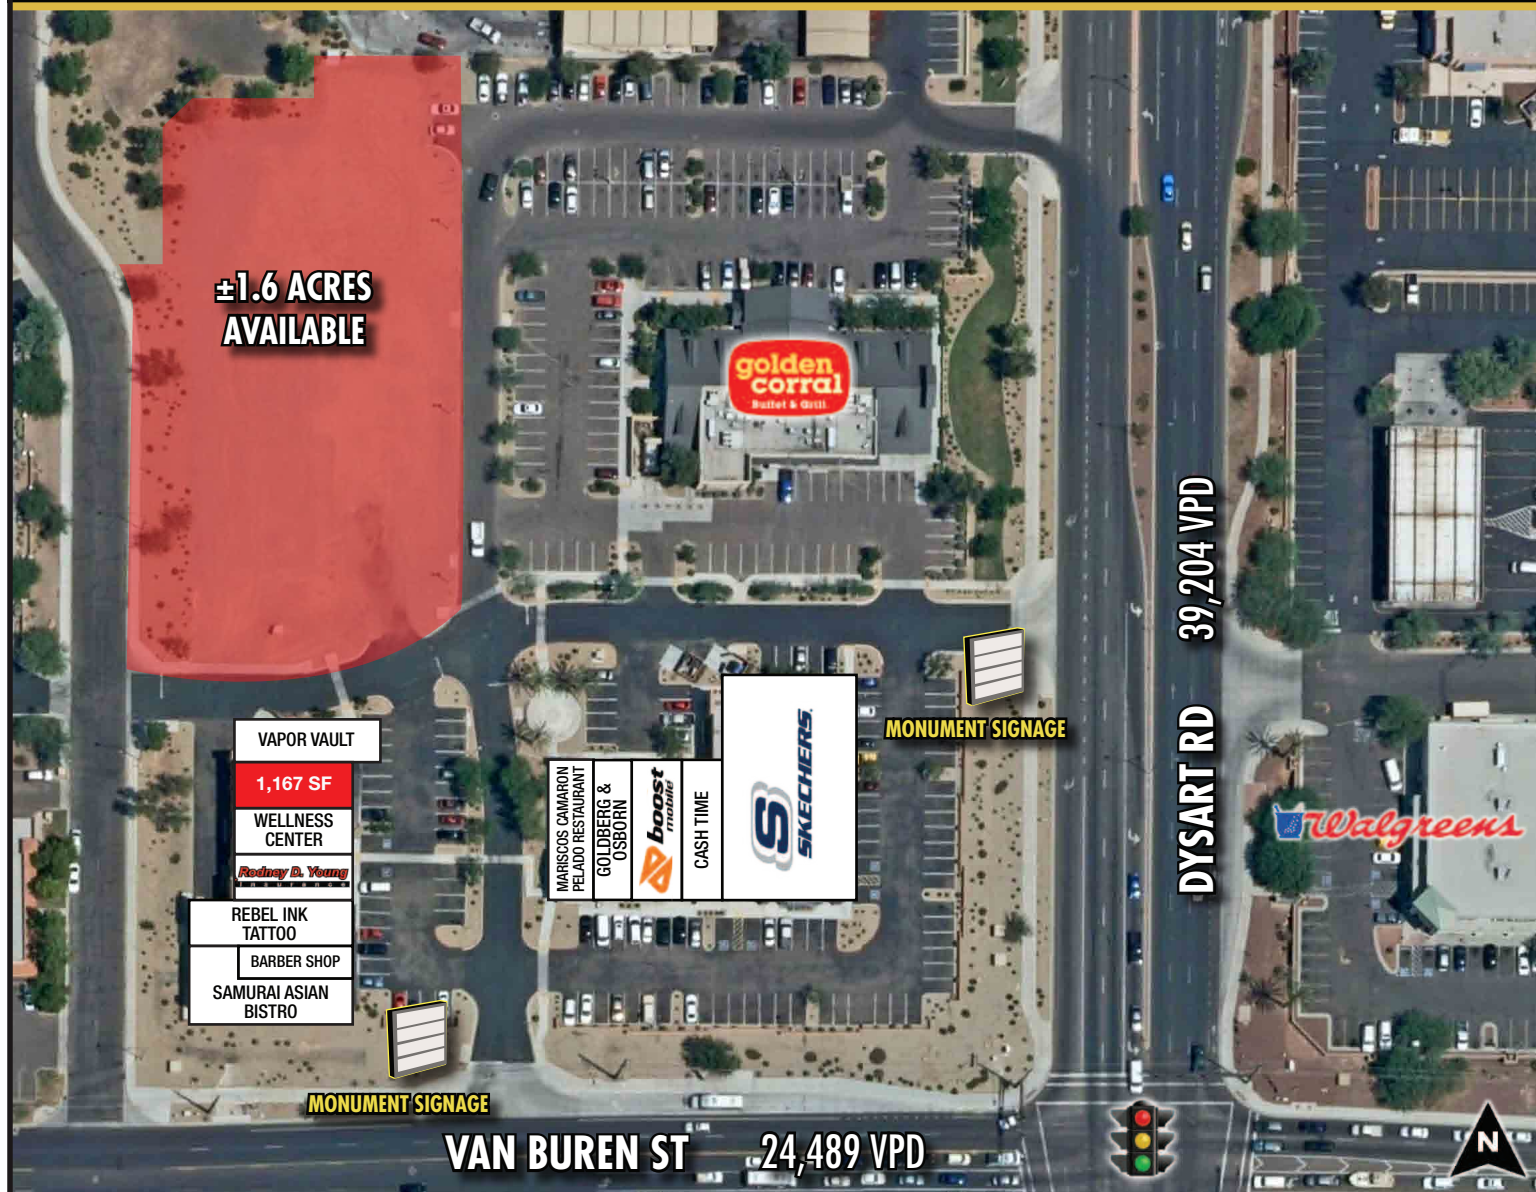 ±1.6 ACRES
AVAILABLE
golden
corral
Buffet & Grill
39,204 VPD
DYSART RD
MONUMENT SIGNAGE
VAPOR VAULT
1,167 SF
WELLNESS
CENTER
Rodney D. Young
Insurance
REBEL INK
TATTOO
BARBER SHOP
SAMURAI ASIAN
BISTRO
MARISCOS CAMARON
PELADO RESTAURANT
GOLDBERG &
OSBORN
boost
mobile
CASH TIME
S
SKECHERS.
Walgreens
MONUMENT SIGNAGE
VAN BUREN ST 24,489 VPD
N